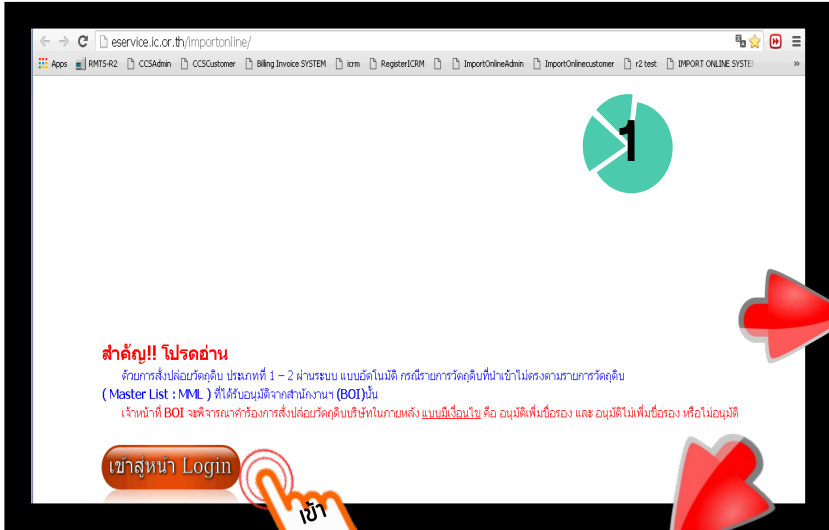 eservice.ic.or.th/importonline/
Apps RMTS-R2 CCSAdmin CCSCustomer Billing Invoice SYSTEM icrm RegisterICRM ImportOnlineAdmin ImportOnlinecustomer r2 test IMPORT ONLINE SYSTE »
1
สำคัญ!! โปรดอ่าน
ด้วยการสั่งปล่อยวัตถุดิบ ประเภทที่ 1 – 2 ผ่านระบบ แบบอัตโนมัติ กรณีรายการวัตถุดิบที่นำเข้าไม่ตรงตามรายการวัตถุดิบ
( Master List : MML ) ที่ได้รับอนุมัติจากสำนักงานฯ (BOI)นั้น
เจ้าหน้าที่ BOI จะพิจารณาคำร้องการสั่งปล่อยวัตถุดิบบริษัทในภายหลัง แบบมีเงื่อนไข คือ อนุมัติเพิ่มชื่อรอง และ อนุมัติไม่เพิ่มชื่อรอง หรือไม่อนุมัติ
เข้าสู่หน้า Login
เข้า